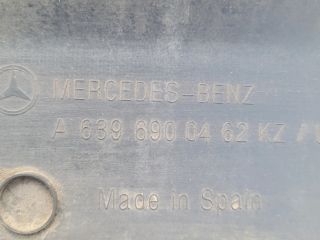 MERCEDES-BENZ
A 639 690 04 62 KZ /
Made in Spain